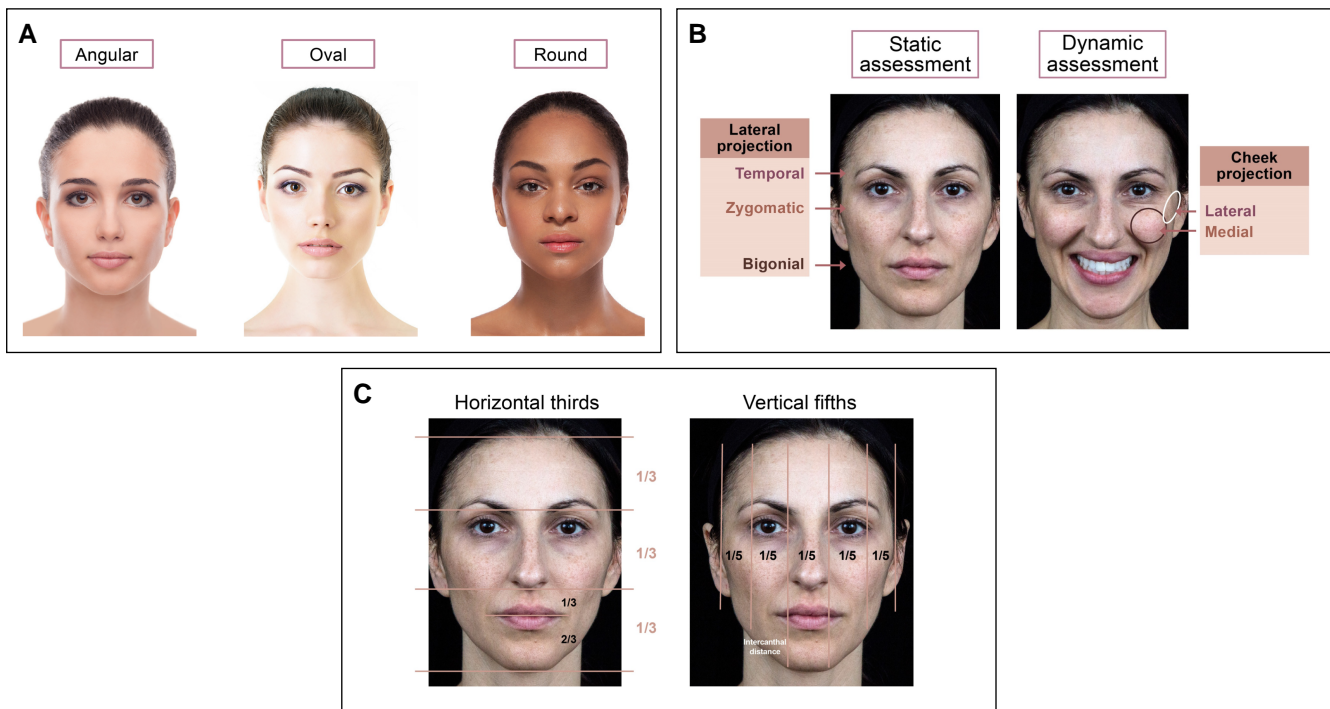 A
Angular
Oval
Round
B
Static
assessment
Dynamic
assessment
Lateral
projection
Temporal
Zygomatic
Bigonial
Cheek
projection
Lateral
Medial
C
Horizontal thirds
1/3
1/3
1/3
1/3
2/3
Vertical fifths
1/5
1/5
1/5
1/5
1/5
Intercanthal
distance